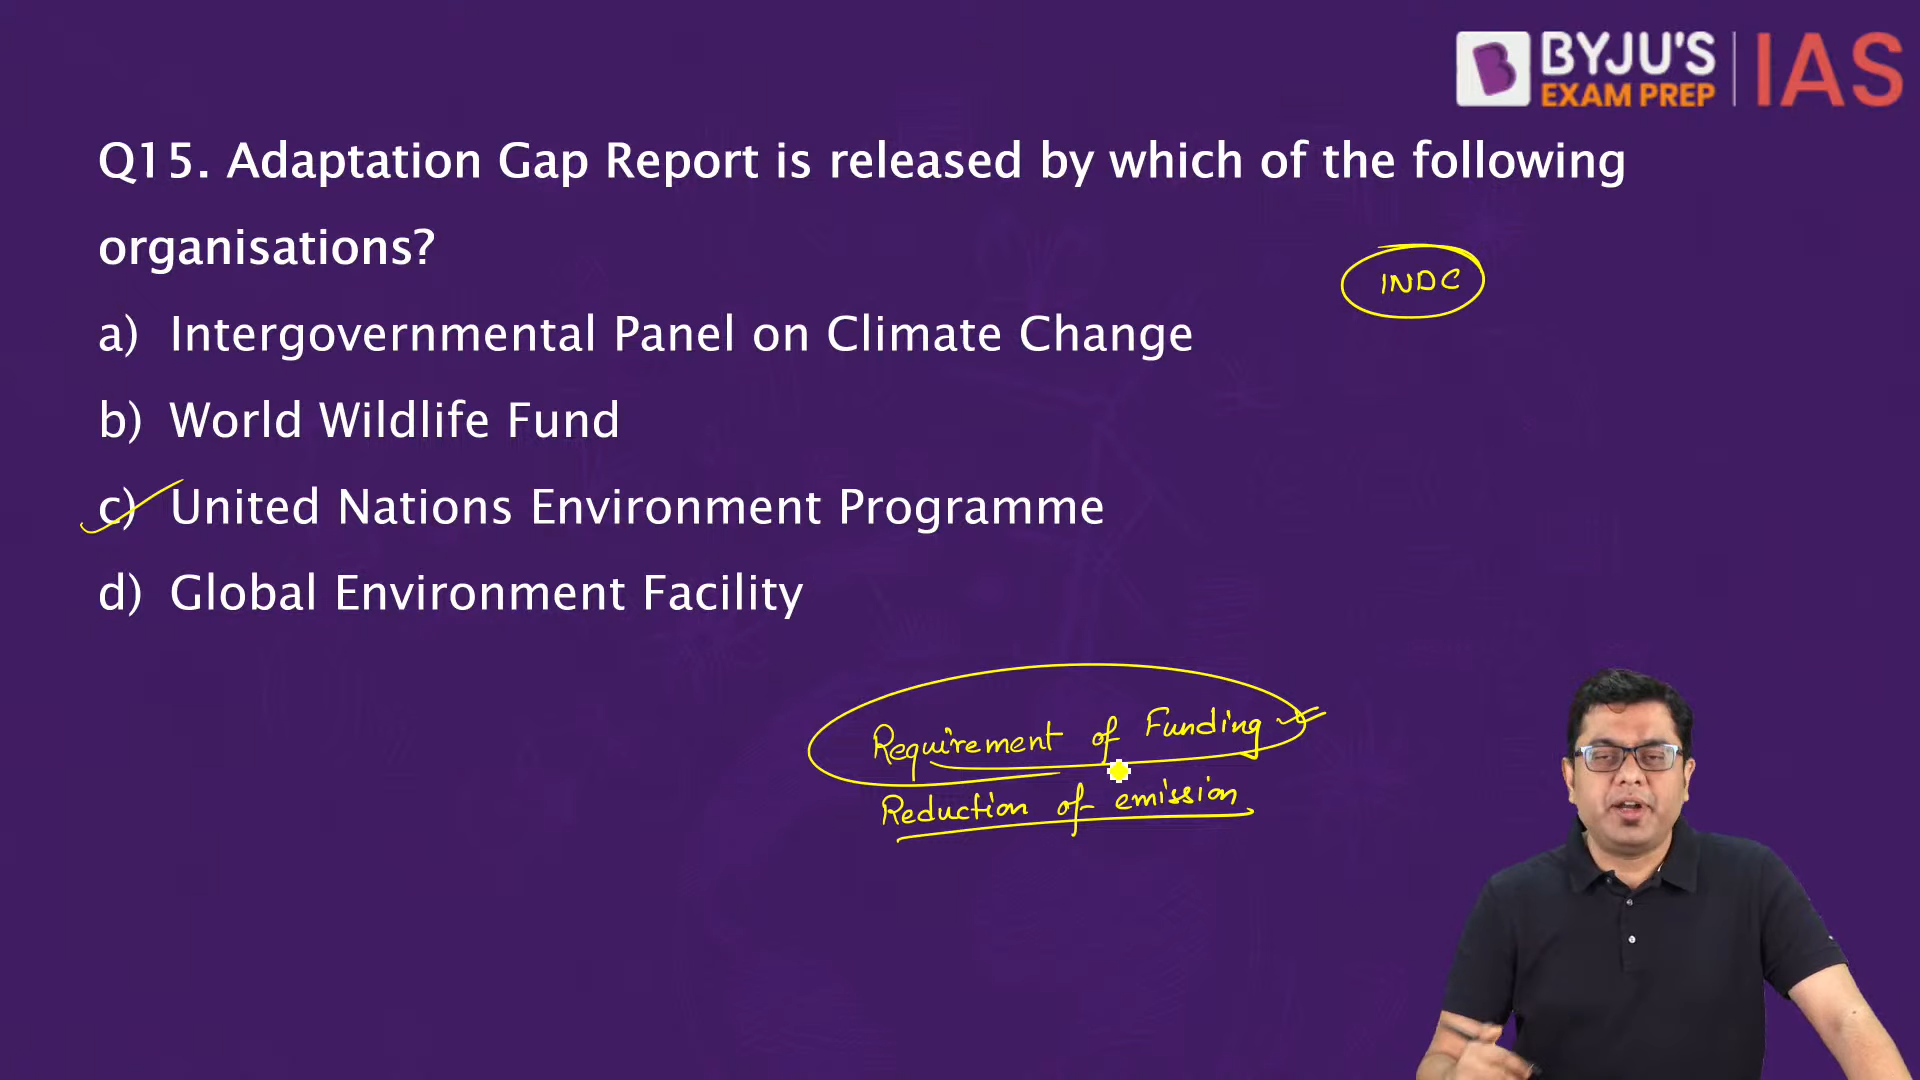 BYJU'S
EXAM PREP
IAS
Q15. Adaptation Gap Report is released by which of the following
organisations?
INDC
a) Intergovernmental Panel on Climate Change
b) World Wildlife Fund
c) United Nations Environment Programme
d) Global Environment Facility
Requirement of Funding
Reduction of emission